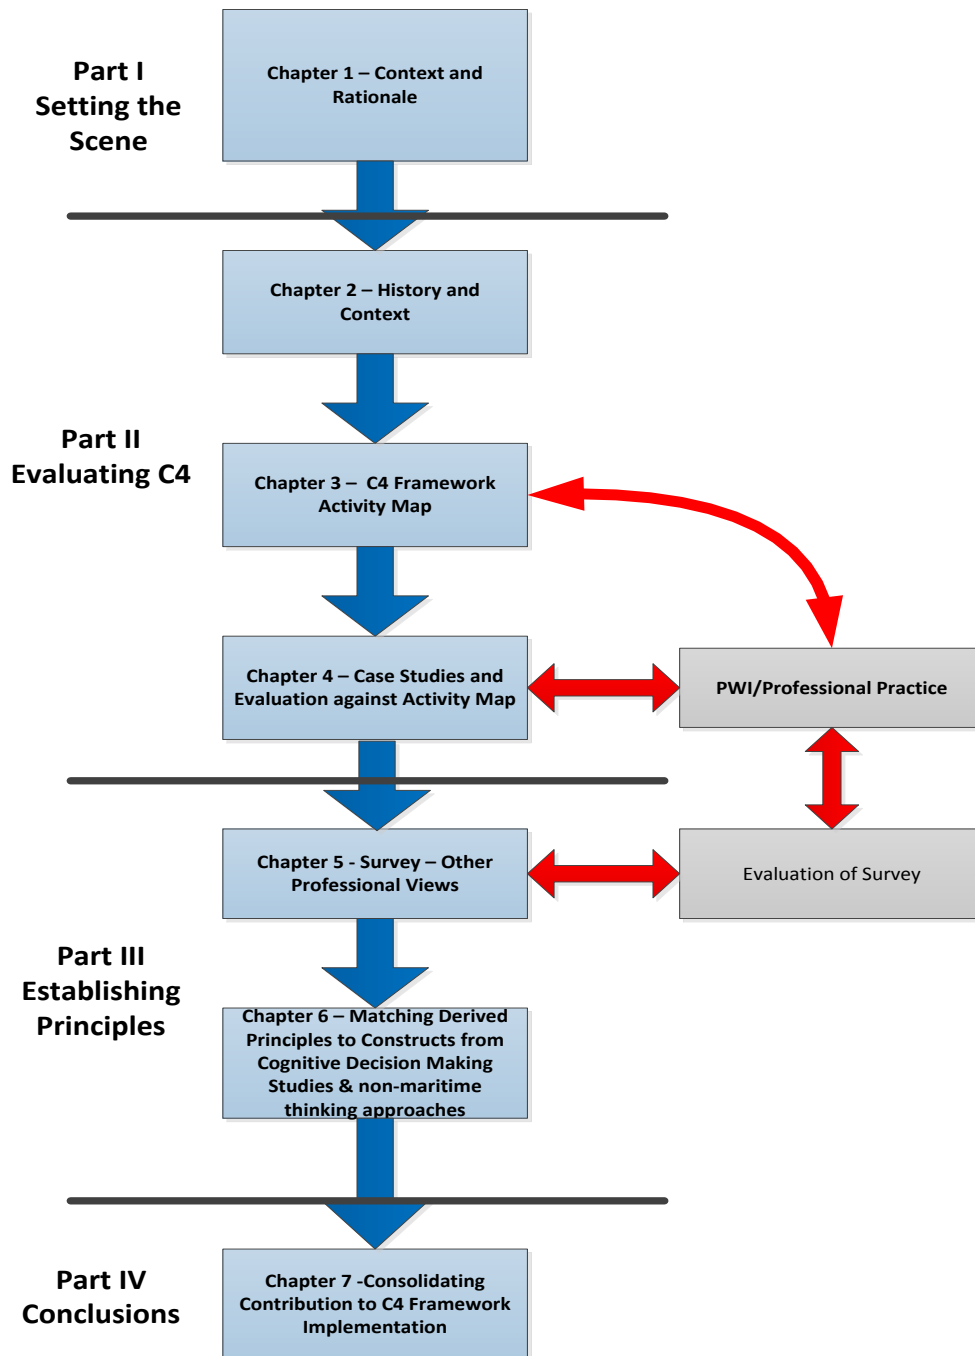 Part I
Setting the
Scene
Chapter 1 – Context and
Rationale
Chapter 2 – History and
Context
Part II
Evaluating C4
Chapter 3 –  C4 Framework
Activity Map
Chapter 4 – Case Studies and
Evaluation against Activity Map
PWI/Professional Practice
Chapter 5 - Survey – Other
Professional Views
Evaluation of Survey
Part III
Establishing
Principles
Chapter 6 – Matching Derived
Principles to Constructs from
Cognitive Decision Making
Studies & non-maritime
thinking approaches
Part IV
Conclusions
Chapter 7 -Consolidating
Contribution to C4 Framework
Implementation